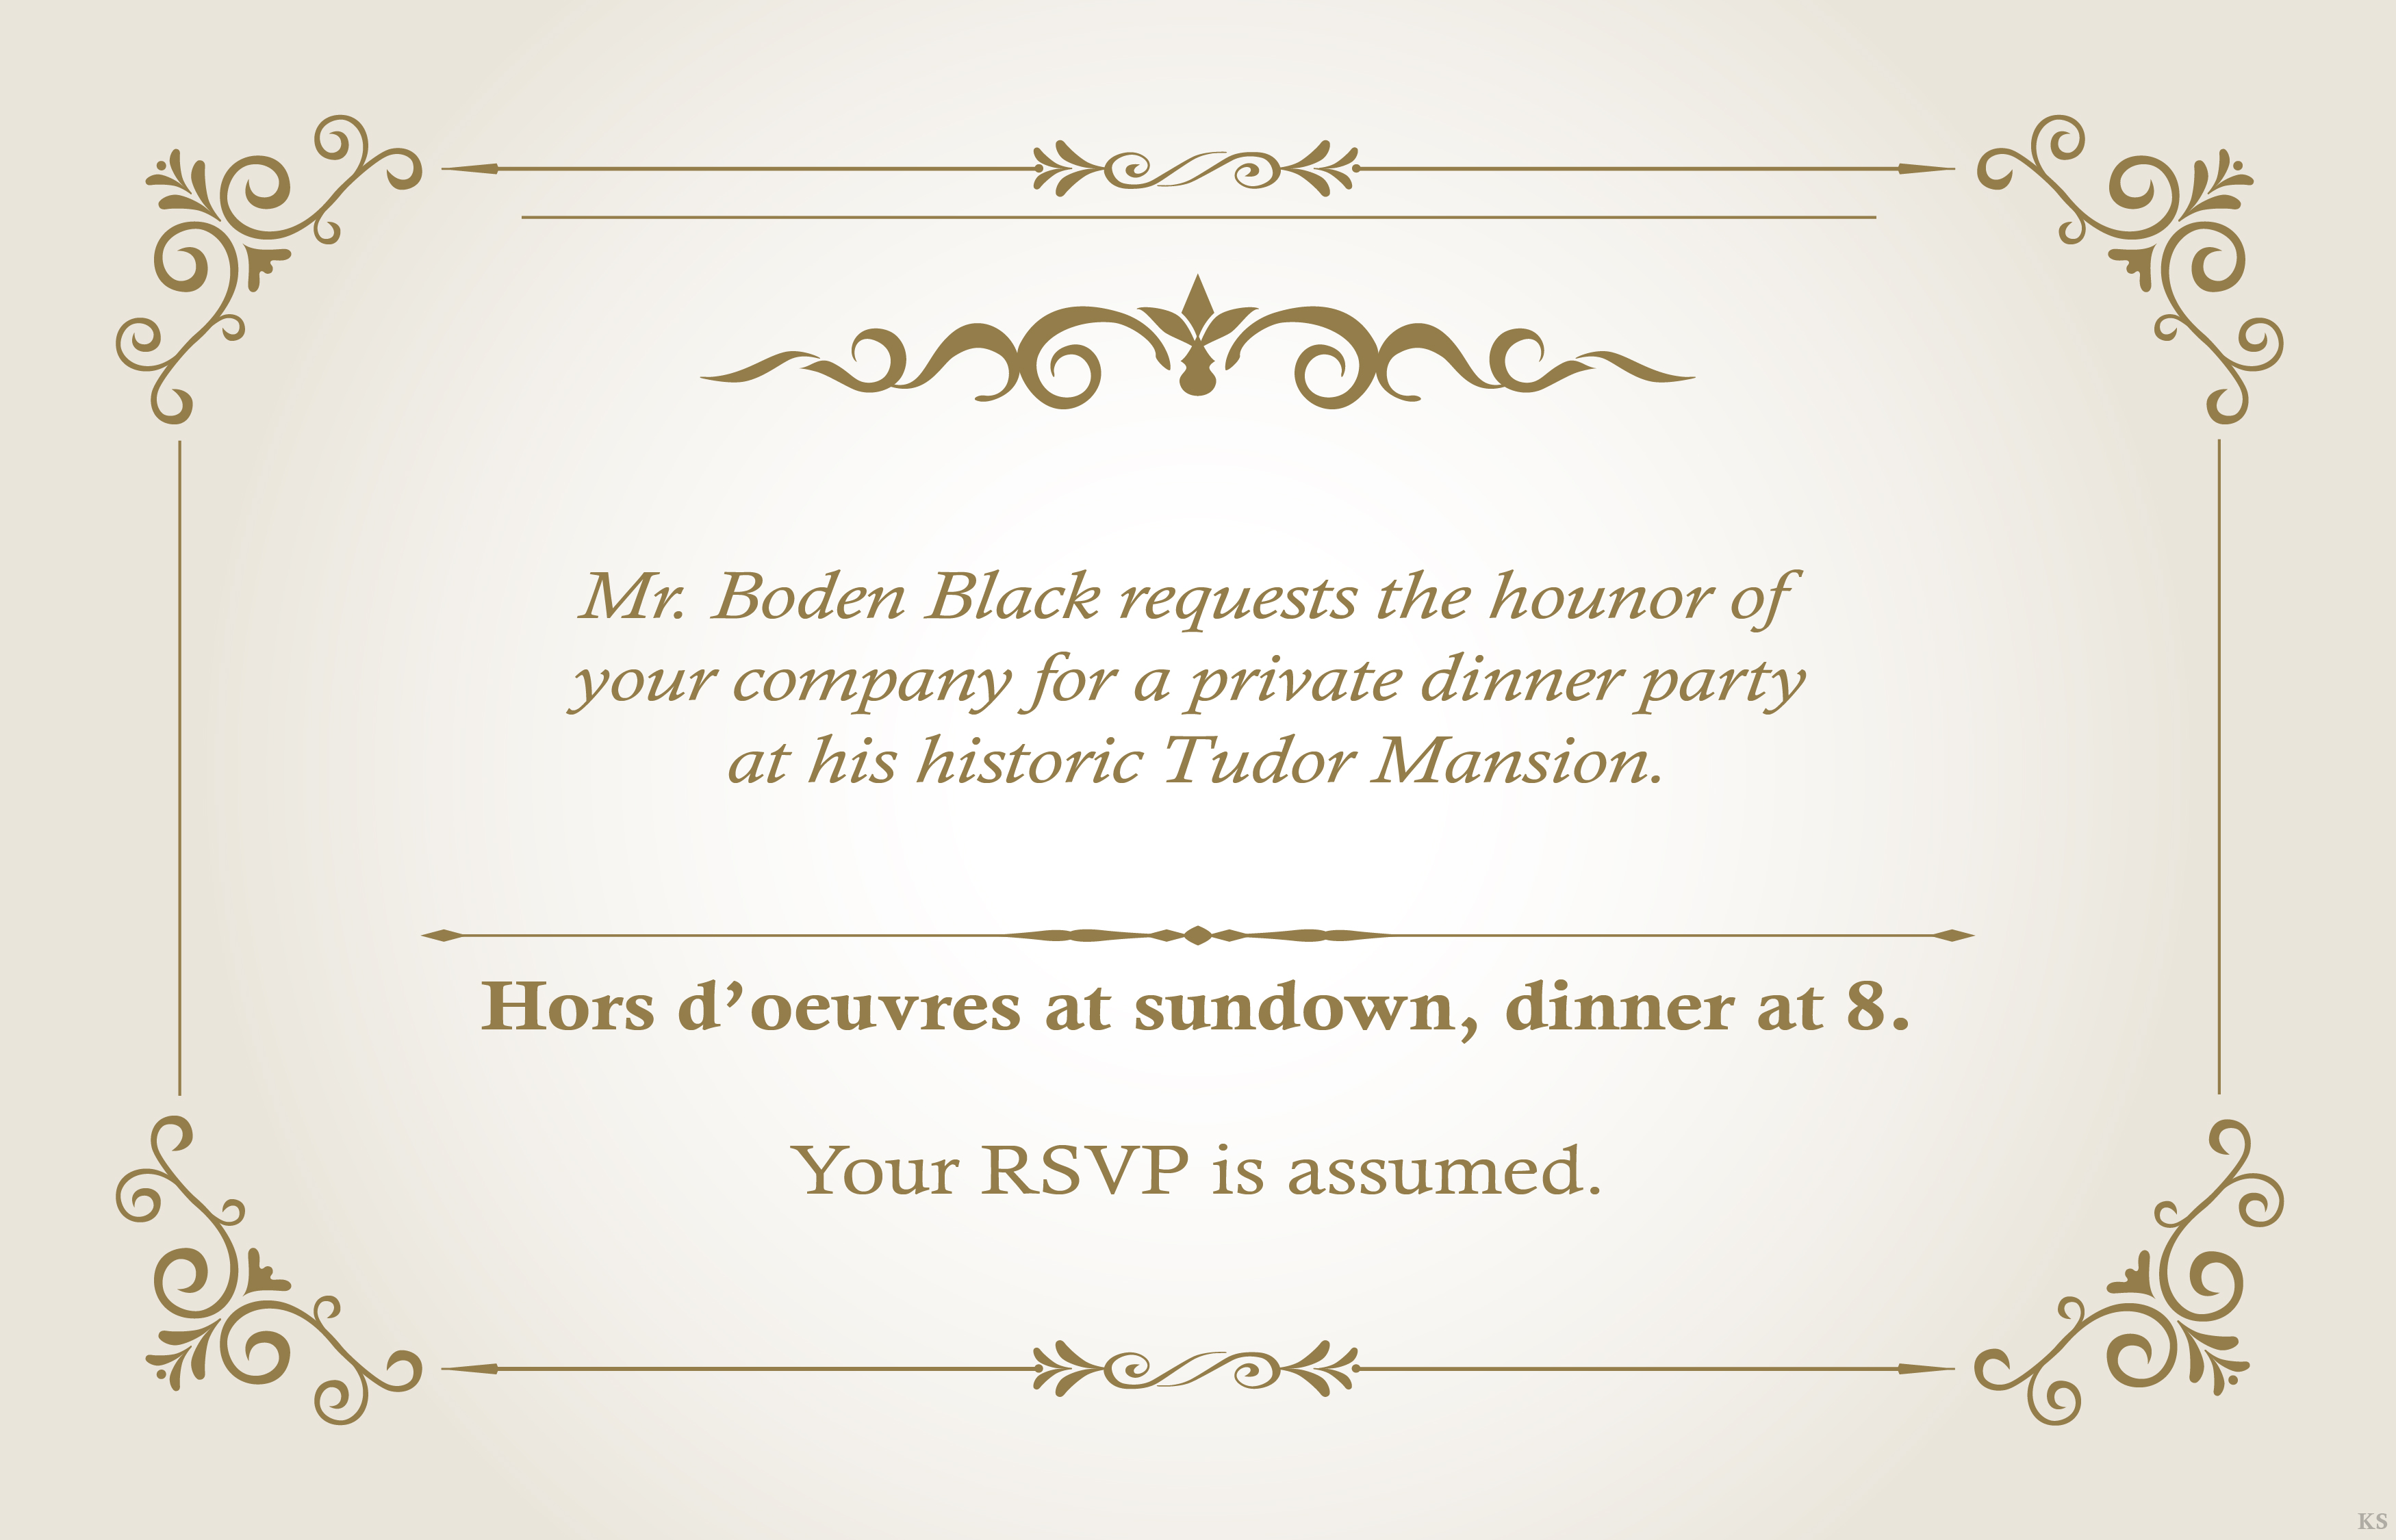 Mr. Boden Black requests the hounor of
your company for a private dinner party
at his historic Tudor Mansion.
Hors d’oeuvres at sundown, dinner at 8.
Your RSVP is assumed.
KS